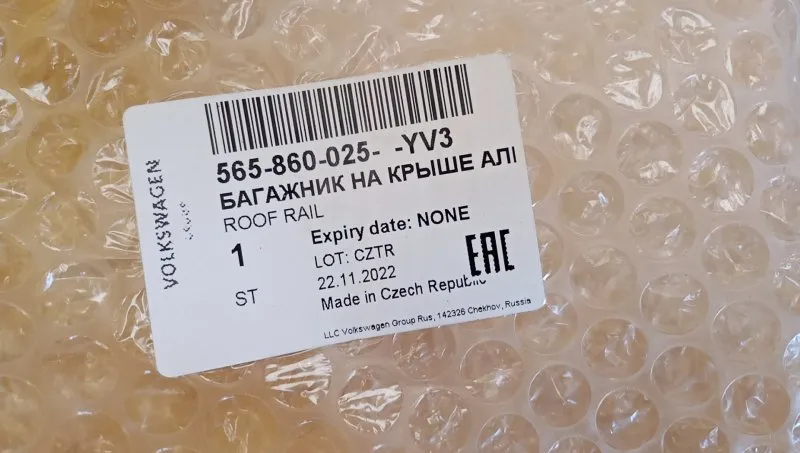 VOLKSWAGEN
565-860-025- -YV3
БАГАЖНИК НА КРЫШЕ АЛ
ROOF RAIL
1
Expiry date: NONE
LOT: CZTR
ST
22.11.2022
EAC
Made in Czech Republic
LLC Volkswagen Group Rus, 142326 Chekhov, Russia